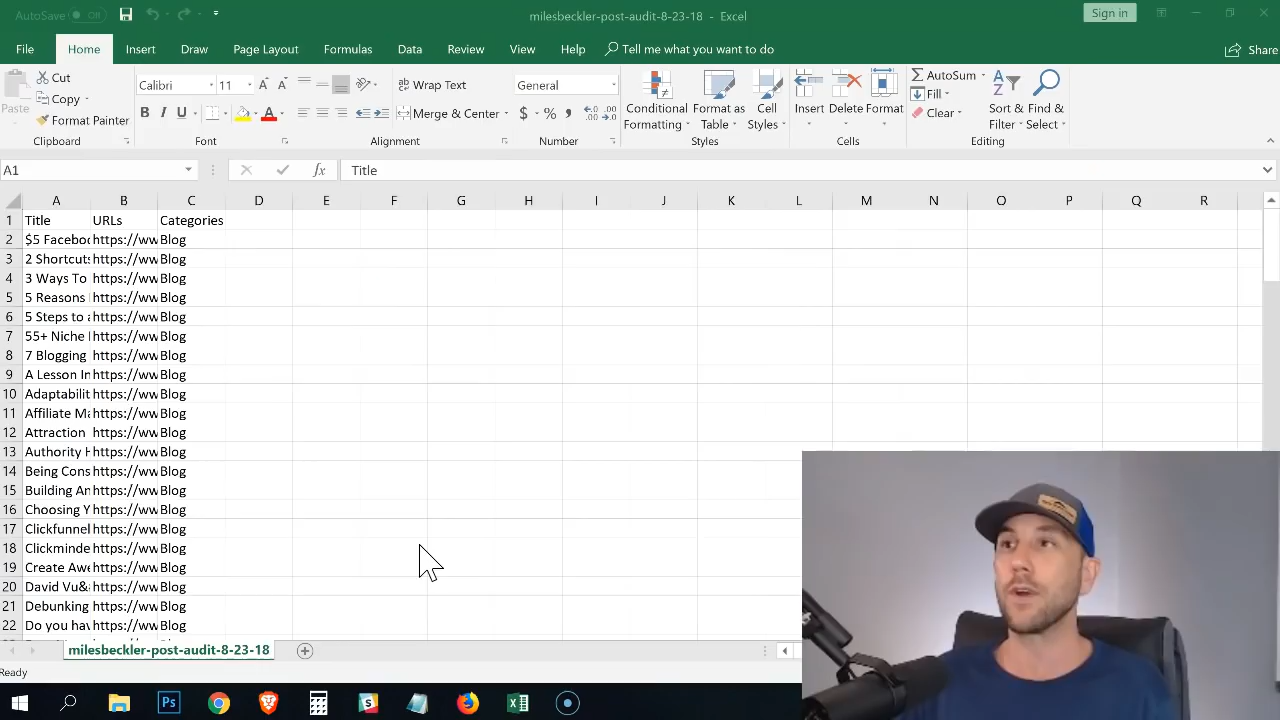 AutoSave Off
milesbeckler-post-audit-8-23-18 - Excel
Sign in
File Home Insert Draw Page Layout Formulas Data Review View Help Tell me what you want to do Share
Paste
Cut
Copy
Format Painter
Clipboard
Calibri 11
B I U
Font
Wrap Text
Merge & Center
Alignment
General
$ % ,
Number
Conditional Formatting
Format as Table
Cell Styles
Styles
Insert Delete Format
Cells
AutoSum
Fill
Clear
Sort & Filter
Find & Select
Editing
A1 fx Title
A B C D E F G H I J K L M N O P Q R
1 Title URLs Categories
2 $5 Faceboo https://ww Blog
3 2 Shortcuts https://ww Blog
4 3 Ways To https://ww Blog
5 5 Reasons https://ww Blog
6 5 Steps to a https://ww Blog
7 55+ Niche https://ww Blog
8 7 Blogging https://ww Blog
9 A Lesson In https://ww Blog
10 Adaptabilit https://ww Blog
11 Affiliate Ma https://ww Blog
12 Attraction https://ww Blog
13 Authority H https://ww Blog
14 Being Cons https://ww Blog
15 Building An https://ww Blog
16 Choosing Y https://ww Blog
17 Clickfunnel https://ww Blog
18 Clickminde https://ww Blog
19 Create Awe https://ww Blog
20 David Vu& https://ww Blog
21 Debunking https://ww Blog
22 Do you hav https://ww Blog
milesbeckler-post-audit-8-23-18
Ready